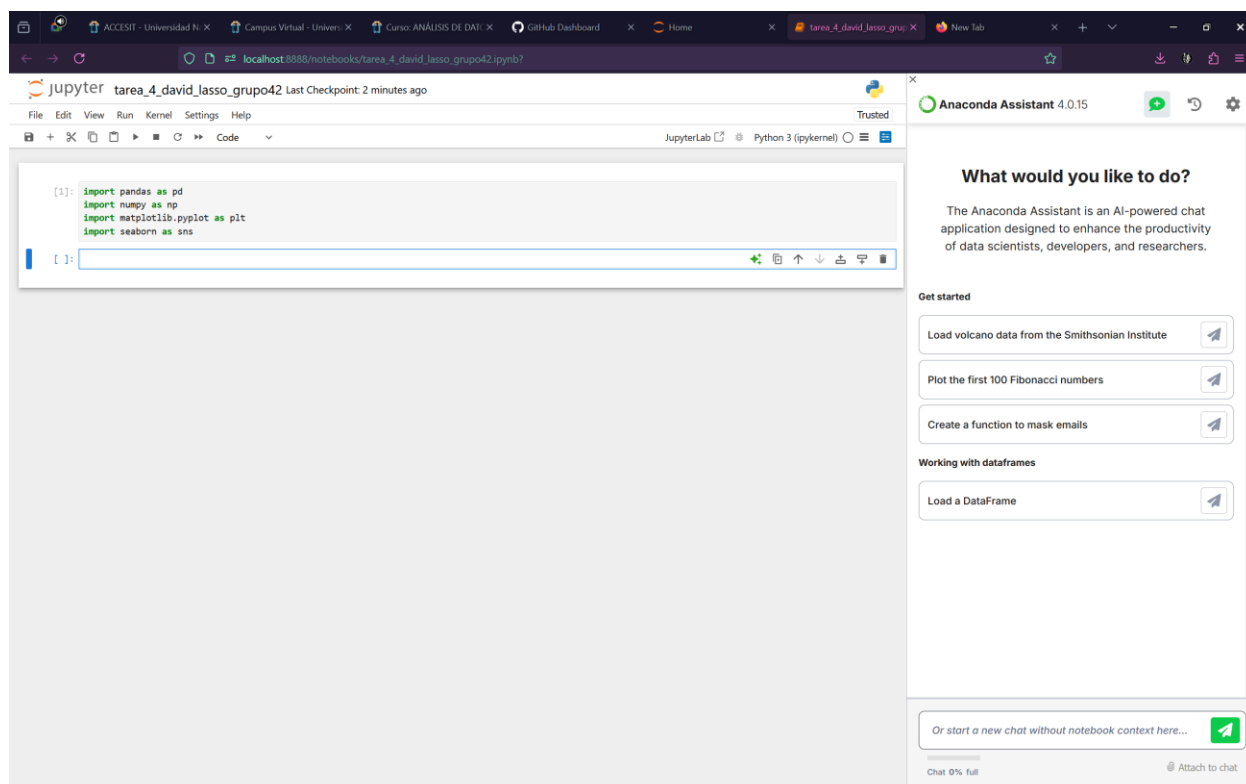 ACCESIT - Universidad N
Campus Virtual - Univers
Curso: ANÁLISIS DE DATO
GitHub Dashboard
Home
tarea_4_david_lasso_grup
New Tab
localhost:8888/notebooks/tarea_4_david_lasso_grupo42.ipynb?
jupyter tarea_4_david_lasso_grupo42 Last Checkpoint: 2 minutes ago
File Edit View Run Kernel Settings Help
Trusted
Code
JupyterLab
Python 3 (ipykernel)
[1]: import pandas as pd
import numpy as np
import matplotlib.pyplot as plt
import seaborn as sns
[ ]:
Anaconda Assistant 4.0.15
What would you like to do?
The Anaconda Assistant is an AI-powered chat
application designed to enhance the productivity
of data scientists, developers, and researchers.
Get started
Load volcano data from the Smithsonian Institute
Plot the first 100 Fibonacci numbers
Create a function to mask emails
Working with dataframes
Load a DataFrame
Or start a new chat without notebook context here...
Chat 0% full
Attach to chat